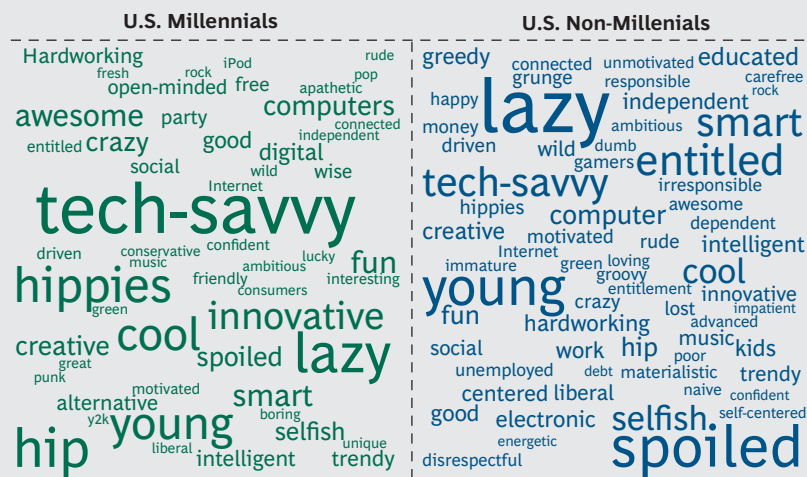 U.S. Millennials
Hardworking
rude
iPod
fresh
rock
pop
open-minded
free
apathetic
awesome
party
computers
connected
independent
entitled
crazy
good
digital
social
wild
wise
Internet
tech-savvy
driven
conservative
confident
music
lucky
fun
hippies
friendly
ambitious
interesting
consumers
green
innovative
cool
creative
spoiled
lazy
great
punk
motivated
alternative
smart
y2k
young
boring
selfish
unique
hip
liberal
intelligent
trendy
U.S. Non-Millenials
greedy
connected
unmotivated
educated
grunge
responsible
carefree
rock
happy
lazy
independent
money
ambitious
smart
driven
wild
dumb
gamers
entitled
tech-savvy
irresponsible
hippies
computer
awesome
dependent
creative
motivated
rude
intelligent
Internet
immature
green
loving
groovy
cool
young
entitlement
innovative
crazy
fun
lost
impatient
hardworking
advanced
social
work
hip
music
kids
poor
unemployed
debt
materialistic
trendy
naive
centered
liberal
confident
good
electronic
selfish
self-centered
energetic
spoiled
disrespectful